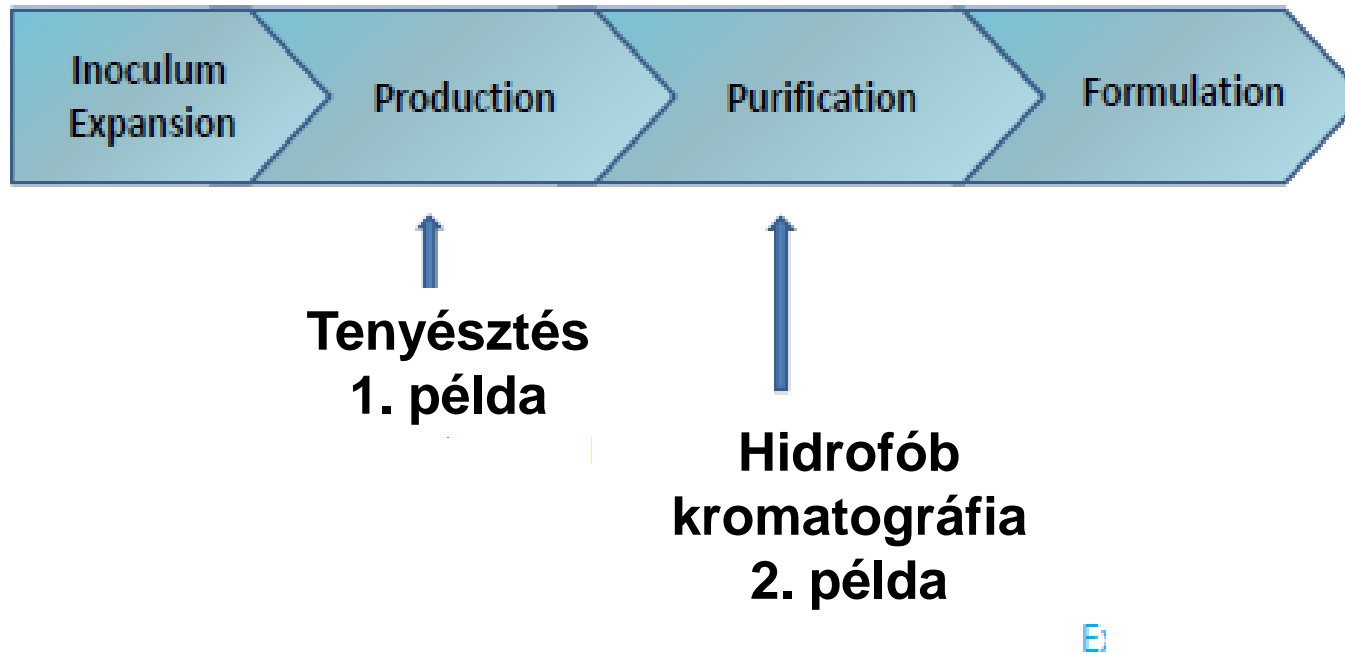 Inoculum
Expansion
Production
Purification
Formulation
Tenyésztés
1. példa
Hidrofób
kromatográfia
2. példa